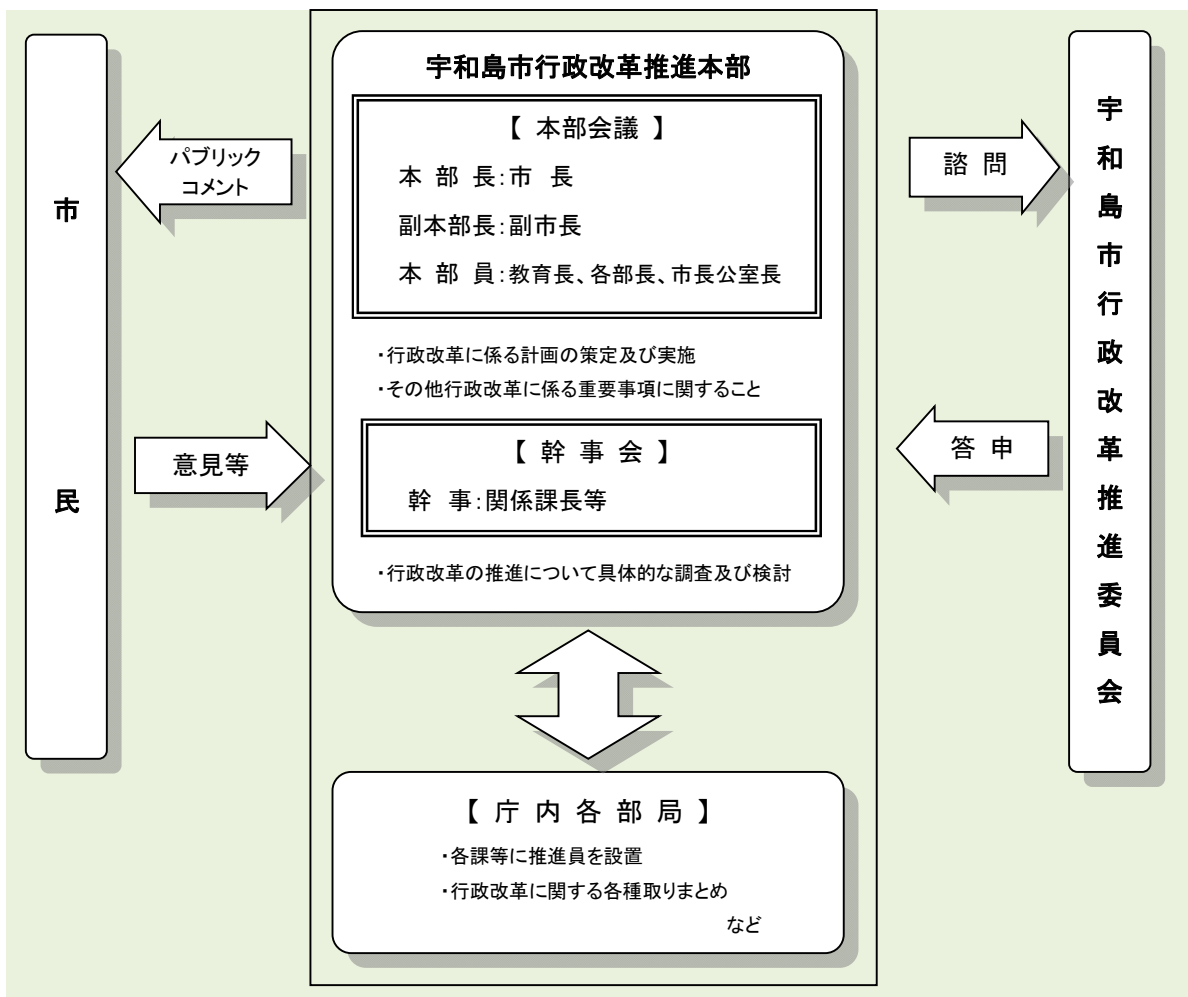 市民
パブリック
コメント
意見等
宇和島市行政改革推進本部
【 本部会議 】
本 部 長:市 長
副本部長:副市長
本 部 員:教育長、各部長、市長公室長
・行政改革に係る計画の策定及び実施
・その他行政改革に係る重要事項に関すること
【 幹 事 会 】
幹 事:関係課長等
・行政改革の推進について具体的な調査及び検討
【 庁 内 各 部 局 】
・各課等に推進員を設置
・行政改革に関する各種取りまとめ
など
諮 問
答 申
宇和島市行政改革推進委員会